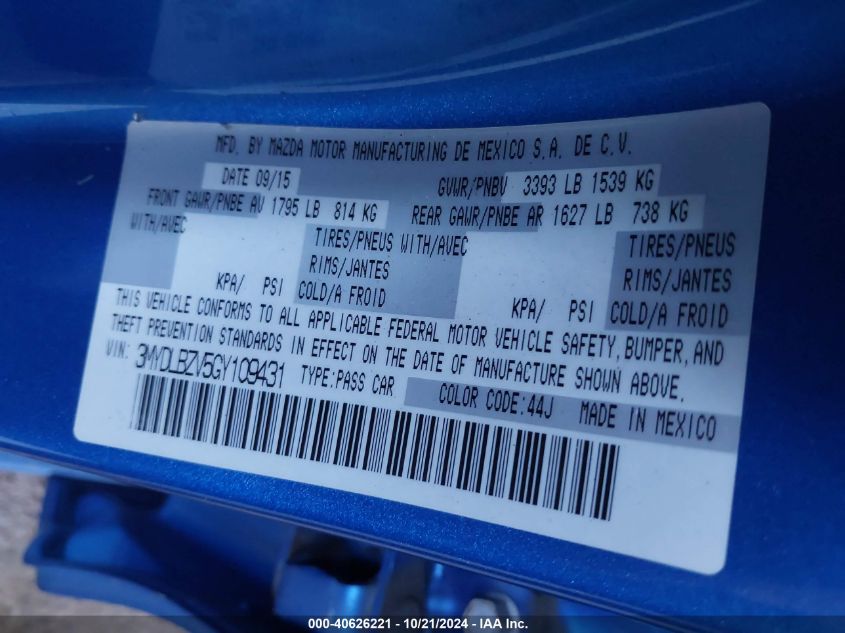 MFD. BY MAZDA MOTOR MANUFACTURING DE MEXICO S.A. DE C.V.
DATE 09/15 GVWR/PNBV 3393 LB 1539 KG
FRONT GAWR/PNBE AV 1795 LB 814 KG REAR GAWR/PNBE AR 1627 LB 738 KG
WITH/AVEC TIRES/PNEUS WITH/AVEC TIRES/PNEUS
RIMS/JANTES RIMS/JANTES
KPA/ PSI COLD/A FROID KPA/ PSI COLD/A FROID
THIS VEHICLE CONFORMS TO ALL APPLICABLE FEDERAL MOTOR VEHICLE SAFETY, BUMPER, AND
THEFT PREVENTION STANDARDS IN EFFECT ON THE DATE OF MANUFACTURE SHOWN ABOVE.
VIN: 3MYDLBZV5GY109431 TYPE:PASS CAR COLOR CODE:44J MADE IN MEXICO
000-40626221 - 10/21/2024 - IAA Inc.